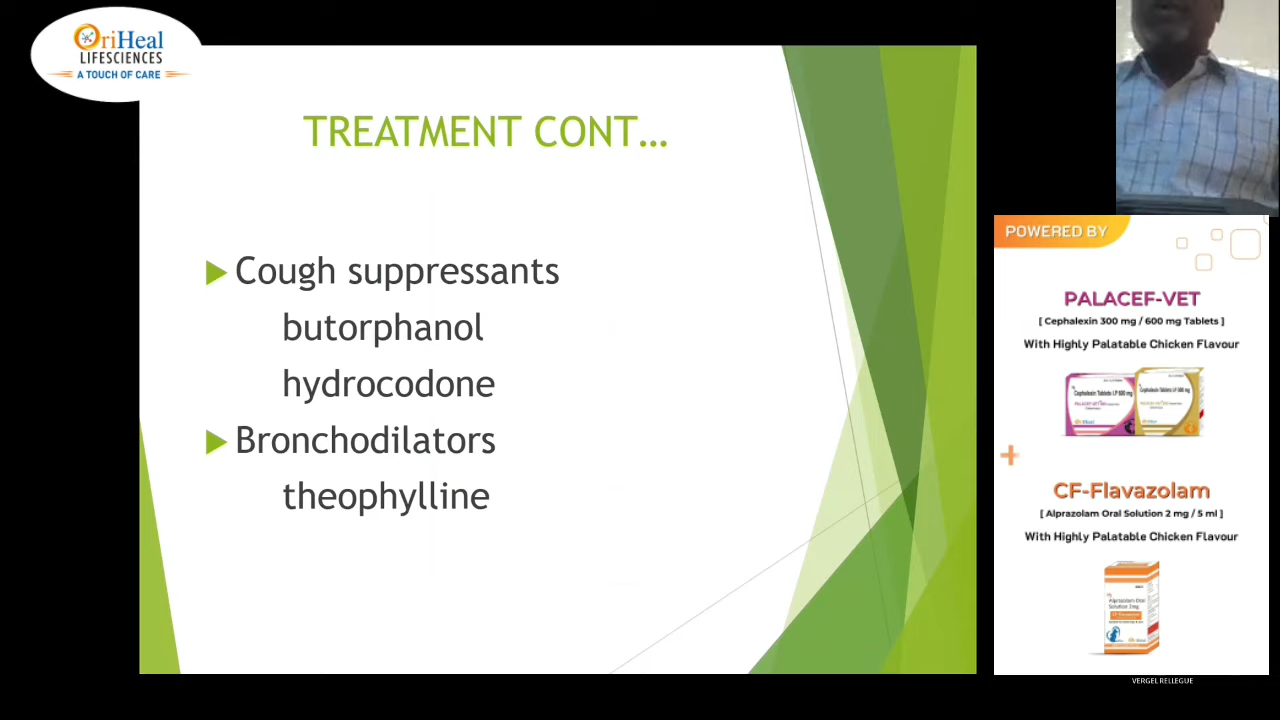 OriHeal
LIFESCIENCES
A TOUCH OF CARE
TREATMENT CONT...
Cough suppressants
butorphanol
hydrocodone
Bronchodilators
theophylline
POWERED BY
PALACEF-VET
[ Cephalexin 300 mg / 600 mg Tablets ]
With Highly Palatable Chicken Flavour
+
CF-Flavazolam
[ Alprazolam Oral Solution 2 mg / 5 ml ]
With Highly Palatable Chicken Flavour
Alprazolam Oral
VERGEL RELLEGUE